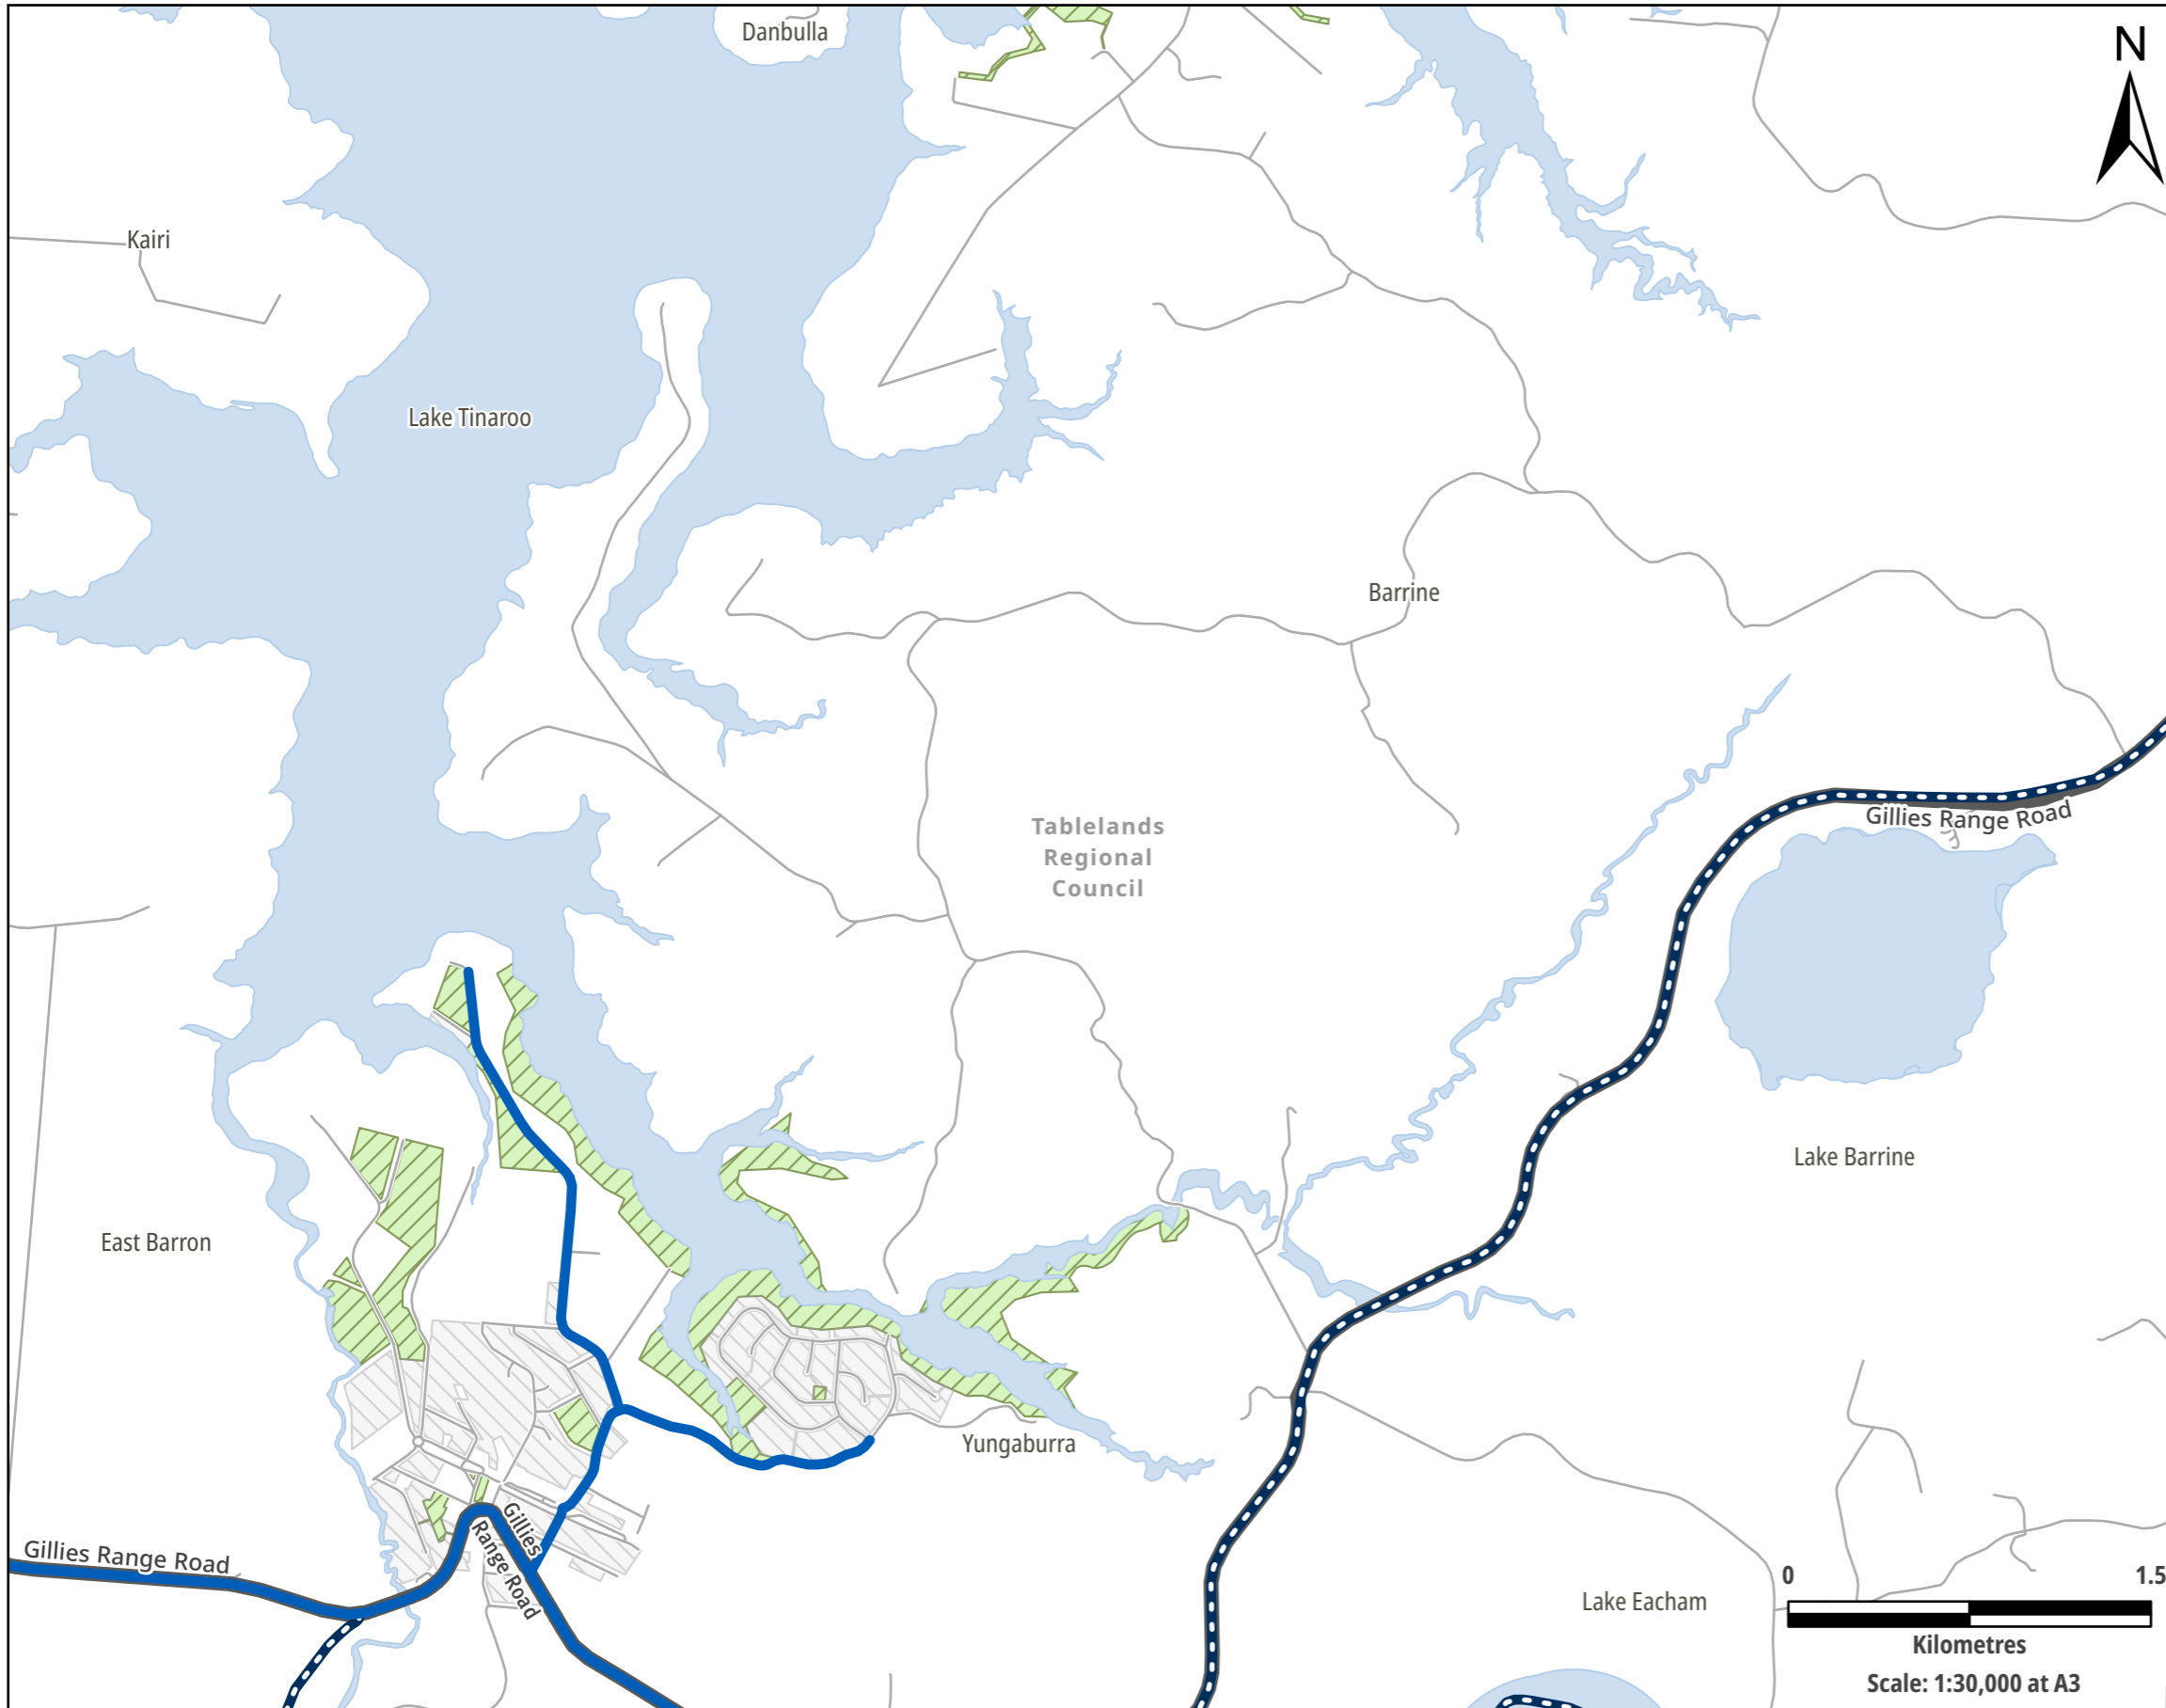 Danbulla
N
Kairi
Lake Tinaroo
Barrine
Tablelands
Regional
Council
Gillies Range Road
Lake Barrine
East Barron
Yungaburra
Gillies
Range Road
Gillies Range Road
Lake Eacham
0 1.5
Kilometres
Scale: 1:30,000 at A3